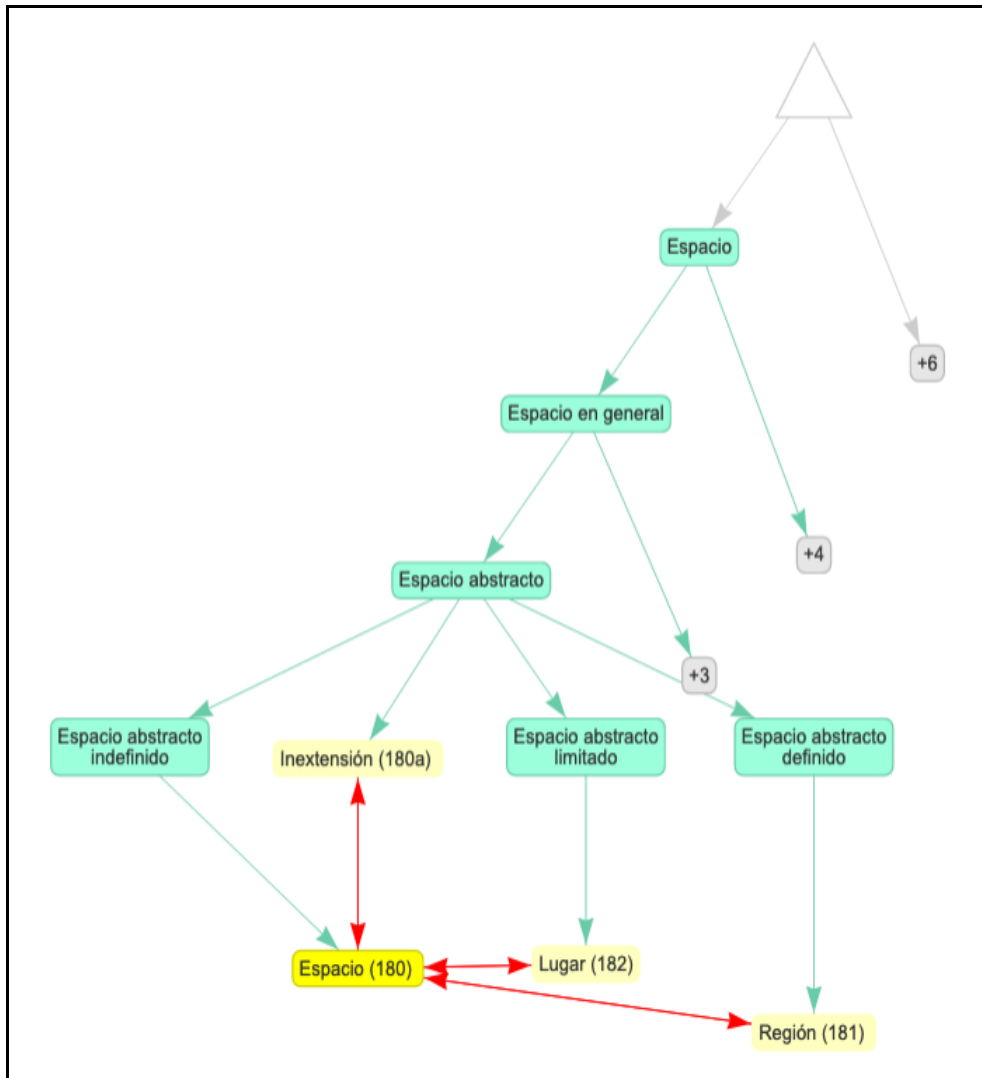 Espacio
+6
Espacio en general
+4
Espacio abstracto
+3
Espacio abstracto
indefinido
Inextensión (180a)
Espacio abstracto
limitado
Espacio abstracto
definido
Espacio (180)
Lugar (182)
Región (181)